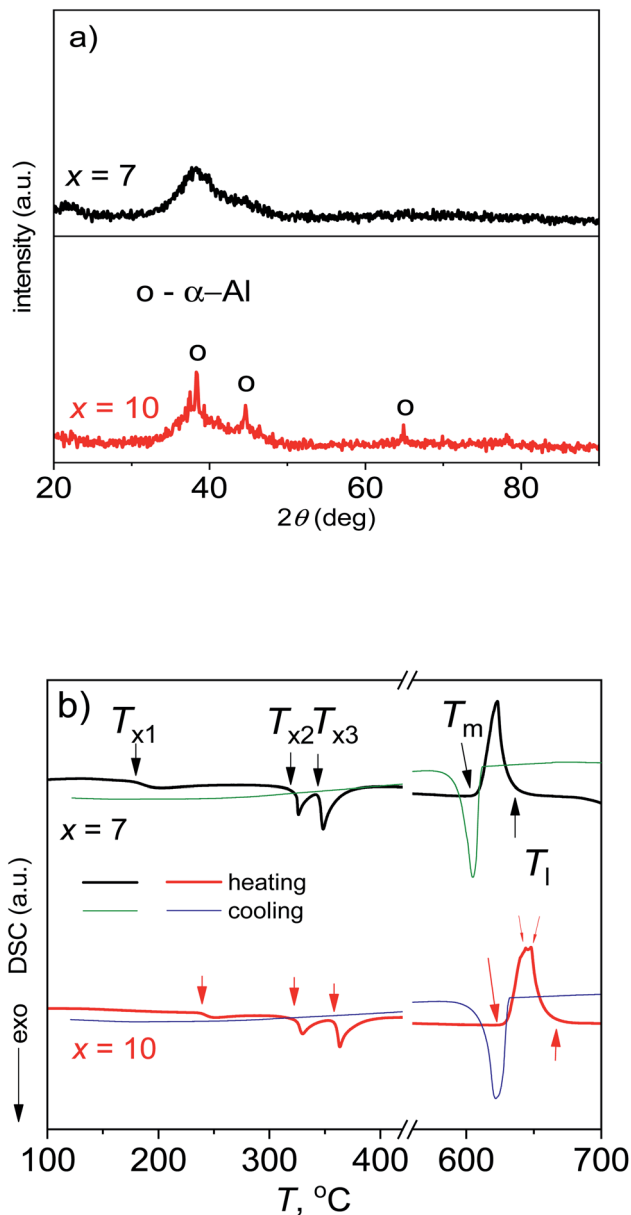 a)
x = 7
o - α–Al
o
o
o
x = 10
intensity (a.u.)
20 40 60 80
2θ (deg)
b)
Tx1
Tx2 Tx3
Tm
Tl
x = 7
heating
cooling
x = 10
exo DSC (a.u.)
100 200 300 400 600 700
T, °C